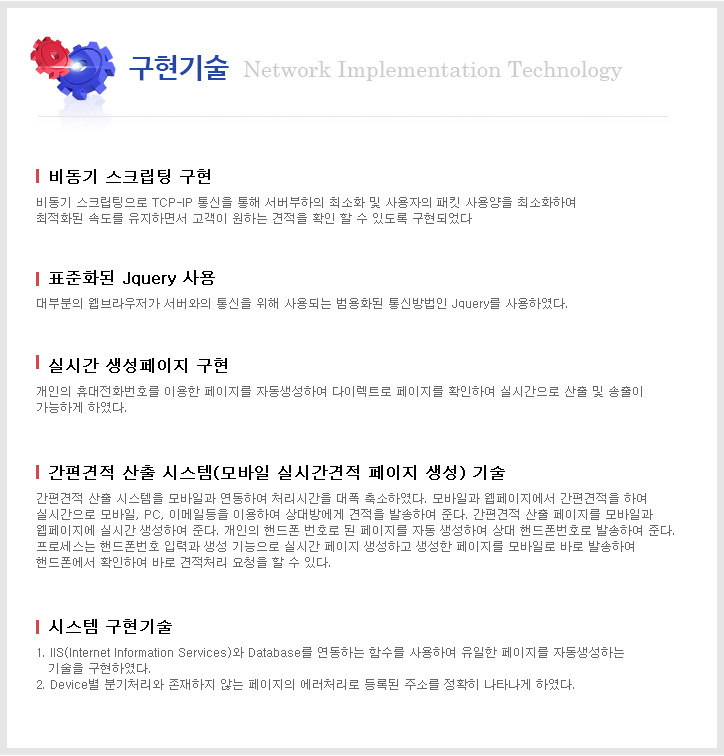 구현기술 Network Implementation Technology
비동기 스크립팅 구현
비동기 스크립팅으로 TCP-IP 통신을 통해 서버부하의 최소화 및 사용자의 패킷 사용양을 최소화하여
최적화된 속도를 유지하면서 고객이 원하는 견적을 확인 할 수 있도록 구현되었다
표준화된 Jquery 사용
대부분의 웹브라우저가 서버와의 통신을 위해 사용되는 범용화된 통신방법인 Jquery를 사용하였다.
실시간 생성페이지 구현
개인의 휴대전화번호를 이용한 페이지를 자동생성하여 다이렉트로 페이지를 확인하여 실시간으로 산출 및 송출이
가능하게 하였다.
간편견적 산출 시스템(모바일 실시간견적 페이지 생성) 기술
간편견적 산출 시스템을 모바일과 연동하여 처리시간을 대폭 축소하였다. 모바일과 웹페이지에서 간편견적을 하여
실시간으로 모바일, PC, 이메일등을 이용하여 상대방에게 견적을 발송하여 준다. 간편견적 산출 페이지를 모바일과
웹페이지에 실시간 생성하여 준다. 개인의 핸드폰 번호로 된 페이지를 자동 생성하여 상대 핸드폰번호로 발송하여 준다.
프로세스는 핸드폰번호 입력과 생성 기능으로 실시간 페이지 생성하고 생성한 페이지를 모바일로 바로 발송하여
핸드폰에서 확인하여 바로 견적처리 요청을 할 수 있다.
시스템 구현기술
1. IIS(Internet Information Services)와 Database를 연동하는 함수를 사용하여 유일한 페이지를 자동생성하는
기술을 구현하였다.
2. Device별 분기처리와 존재하지 않는 페이지의 에러처리로 등록된 주소를 정확히 나타나게 하였다.